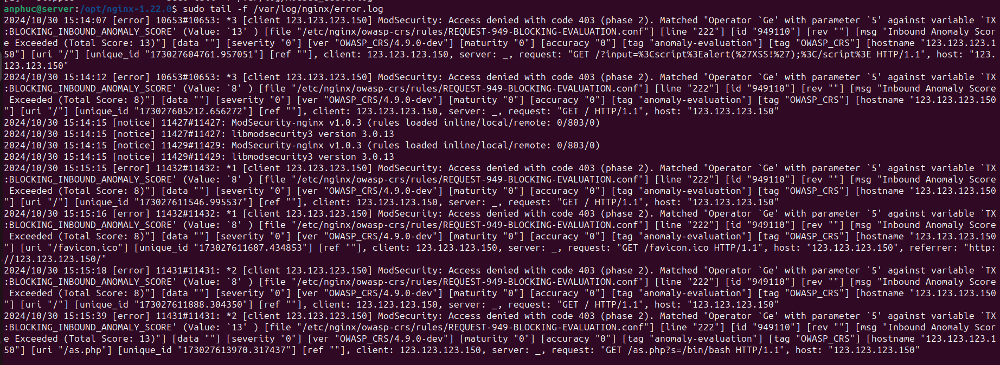 anphuc@server:/opt/nginx-1.22.0$ sudo tail -f /var/log/nginx/error.log
2024/10/30 15:14:07 [error] 10653#10653: *3 [client 123.123.123.150] ModSecurity: Access denied with code 403 (phase 2). Matched "Operator `Ge' with parameter `5' against variable `TX
:BLOCKING_INBOUND_ANOMALY_SCORE' (Value: `13' ) [file "/etc/nginx/owasp-crs/rules/REQUEST-949-BLOCKING-EVALUATION.conf"] [line "222"] [id "949110"] [rev ""] [msg "Inbound Anomaly Scor
e Exceeded (Total Score: 13)"] [data ""] [severity "0"] [ver "OWASP_CRS/4.9.0-dev"] [maturity "0"] [accuracy "0"] [tag "anomaly-evaluation"] [tag "OWASP_CRS"] [hostname "123.123.123.1
50"] [uri "/"] [unique_id "173027604761.957051"] [ref ""], client: 123.123.123.150, server: _, request: "GET /?input=%3Cscript%3Ealert(%27XSS!%27);%3C/script%3E HTTP/1.1", host: "123.
123.123.150"
2024/10/30 15:14:12 [error] 10653#10653: *3 [client 123.123.123.150] ModSecurity: Access denied with code 403 (phase 2). Matched "Operator `Ge' with parameter `5' against variable `TX
:BLOCKING_INBOUND_ANOMALY_SCORE' (Value: `8' ) [file "/etc/nginx/owasp-crs/rules/REQUEST-949-BLOCKING-EVALUATION.conf"] [line "222"] [id "949110"] [rev ""] [msg "Inbound Anomaly Score
 Exceeded (Total Score: 8)"] [data ""] [severity "0"] [ver "OWASP_CRS/4.9.0-dev"] [maturity "0"] [accuracy "0"] [tag "anomaly-evaluation"] [tag "OWASP_CRS"] [hostname "123.123.123.150
"] [uri "/"] [unique_id "173027605212.656272"] [ref ""], client: 123.123.123.150, server: _, request: "GET / HTTP/1.1", host: "123.123.123.150"
2024/10/30 15:14:15 [notice] 11427#11427: ModSecurity-nginx v1.0.3 (rules loaded inline/local/remote: 0/803/0)
2024/10/30 15:14:15 [notice] 11427#11427: libmodsecurity3 version 3.0.13
2024/10/30 15:14:15 [notice] 11429#11429: ModSecurity-nginx v1.0.3 (rules loaded inline/local/remote: 0/803/0)
2024/10/30 15:14:15 [notice] 11429#11429: libmodsecurity3 version 3.0.13
2024/10/30 15:15:15 [error] 11432#11432: *1 [client 123.123.123.150] ModSecurity: Access denied with code 403 (phase 2). Matched "Operator `Ge' with parameter `5' against variable `TX
:BLOCKING_INBOUND_ANOMALY_SCORE' (Value: `8' ) [file "/etc/nginx/owasp-crs/rules/REQUEST-949-BLOCKING-EVALUATION.conf"] [line "222"] [id "949110"] [rev ""] [msg "Inbound Anomaly Score
 Exceeded (Total Score: 8)"] [data ""] [severity "0"] [ver "OWASP_CRS/4.9.0-dev"] [maturity "0"] [accuracy "0"] [tag "anomaly-evaluation"] [tag "OWASP_CRS"] [hostname "123.123.123.150
"] [uri "/"] [unique_id "173027611546.995537"] [ref ""], client: 123.123.123.150, server: _, request: "GET / HTTP/1.1", host: "123.123.123.150"
2024/10/30 15:15:16 [error] 11432#11432: *1 [client 123.123.123.150] ModSecurity: Access denied with code 403 (phase 2). Matched "Operator `Ge' with parameter `5' against variable `TX
:BLOCKING_INBOUND_ANOMALY_SCORE' (Value: `8' ) [file "/etc/nginx/owasp-crs/rules/REQUEST-949-BLOCKING-EVALUATION.conf"] [line "222"] [id "949110"] [rev ""] [msg "Inbound Anomaly Score
 Exceeded (Total Score: 8)"] [data ""] [severity "0"] [ver "OWASP_CRS/4.9.0-dev"] [maturity "0"] [accuracy "0"] [tag "anomaly-evaluation"] [tag "OWASP_CRS"] [hostname "123.123.123.150
"] [uri "/favicon.ico"] [unique_id "173027611687.434853"] [ref ""], client: 123.123.123.150, server: _, request: "GET /favicon.ico HTTP/1.1", host: "123.123.123.150", referrer: "http:
//123.123.123.150/"
2024/10/30 15:15:18 [error] 11431#11431: *2 [client 123.123.123.150] ModSecurity: Access denied with code 403 (phase 2). Matched "Operator `Ge' with parameter `5' against variable `TX
:BLOCKING_INBOUND_ANOMALY_SCORE' (Value: `8' ) [file "/etc/nginx/owasp-crs/rules/REQUEST-949-BLOCKING-EVALUATION.conf"] [line "222"] [id "949110"] [rev ""] [msg "Inbound Anomaly Score
 Exceeded (Total Score: 8)"] [data ""] [severity "0"] [ver "OWASP_CRS/4.9.0-dev"] [maturity "0"] [accuracy "0"] [tag "anomaly-evaluation"] [tag "OWASP_CRS"] [hostname "123.123.123.150
"] [uri "/"] [unique_id "173027611888.304350"] [ref ""], client: 123.123.123.150, server: _, request: "GET / HTTP/1.1", host: "123.123.123.150"
2024/10/30 15:15:39 [error] 11431#11431: *2 [client 123.123.123.150] ModSecurity: Access denied with code 403 (phase 2). Matched "Operator `Ge' with parameter `5' against variable `TX
:BLOCKING_INBOUND_ANOMALY_SCORE' (Value: `13' ) [file "/etc/nginx/owasp-crs/rules/REQUEST-949-BLOCKING-EVALUATION.conf"] [line "222"] [id "949110"] [rev ""] [msg "Inbound Anomaly Scor
e Exceeded (Total Score: 13)"] [data ""] [severity "0"] [ver "OWASP_CRS/4.9.0-dev"] [maturity "0"] [accuracy "0"] [tag "anomaly-evaluation"] [tag "OWASP_CRS"] [hostname "123.123.123.1
50"] [uri "/as.php"] [unique_id "173027613970.317437"] [ref ""], client: 123.123.123.150, server: _, request: "GET /as.php?s=/bin/bash HTTP/1.1", host: "123.123.123.150"